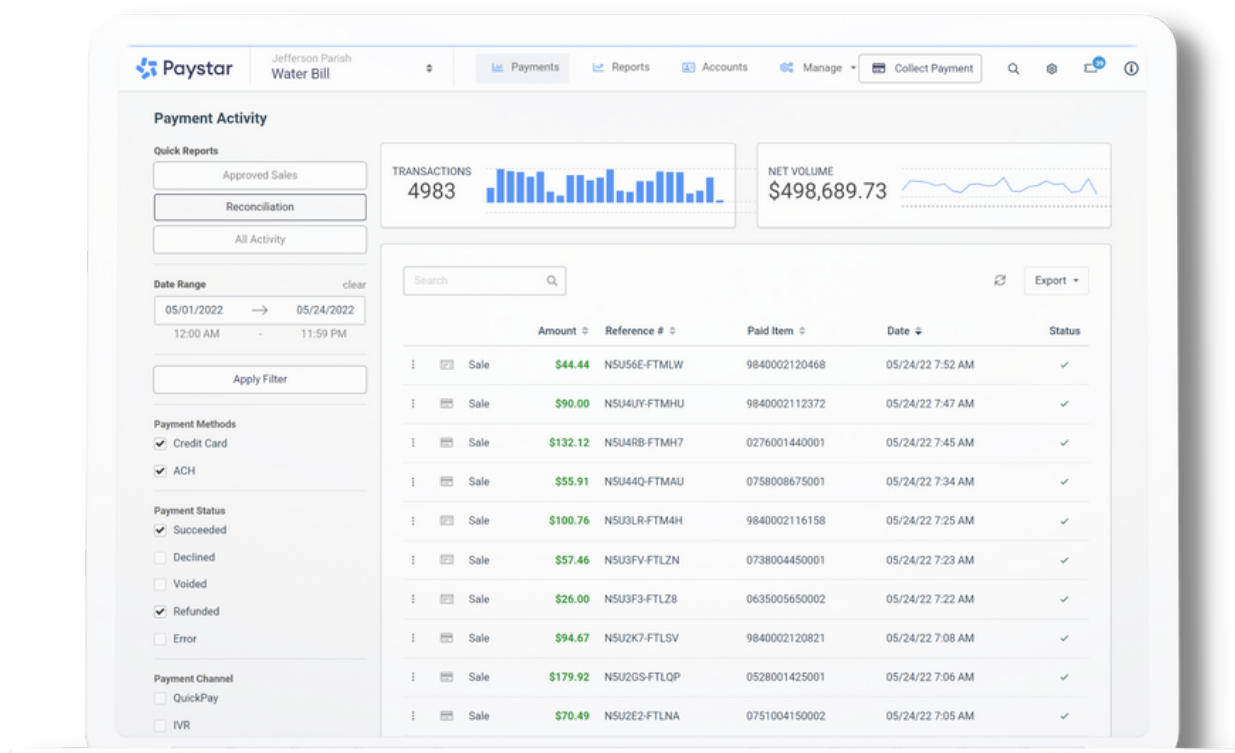 Paystar
Jefferson Parish
Water Bill
Payments
Reports
Accounts
Manage
Collect Payment
Payment Activity
Quick Reports
Approved Sales
Reconciliation
All Activity
Date Range clear
05/01/2022 → 05/24/2022
12:00 AM - 11:59 PM
Apply Filter
Payment Methods
Credit Card
ACH
Payment Status
Succeeded
Declined
Voided
Refunded
Error
Payment Channel
QuickPay
IVR
TRANSACTIONS
4983
NET VOLUME
$498,689.73
Search
Export
Amount Reference # Paid Item Date Status
Sale $44.44 N5U56E-FTMLW 9840002120468 05/24/22 7:52 AM
Sale $90.00 N5U4UY-FTMHU 9840002112372 05/24/22 7:47 AM
Sale $132.12 N5U4RB-FTMH7 0276001440001 05/24/22 7:45 AM
Sale $55.91 N5U44Q-FTMAU 0758008675001 05/24/22 7:34 AM
Sale $100.76 N5U3LR-FTM4H 9840002116158 05/24/22 7:25 AM
Sale $57.46 N5U3FV-FTLZN 0738004450001 05/24/22 7:23 AM
Sale $26.00 N5U3F3-FTLZ8 0635005650002 05/24/22 7:22 AM
Sale $94.67 N5U2K7-FTLSV 9840002120821 05/24/22 7:08 AM
Sale $179.92 N5U2GS-FTLQP 0528001425001 05/24/22 7:06 AM
Sale $70.49 N5U2E2-FTLNA 0751004150002 05/24/22 7:05 AM